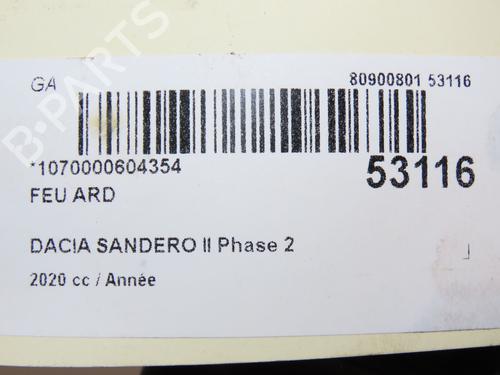 GA 80900801 53116
*1070000604354 53116
FEU ARD
DACIA SANDERO II Phase 2
2020 cc / Année
B-PARTS